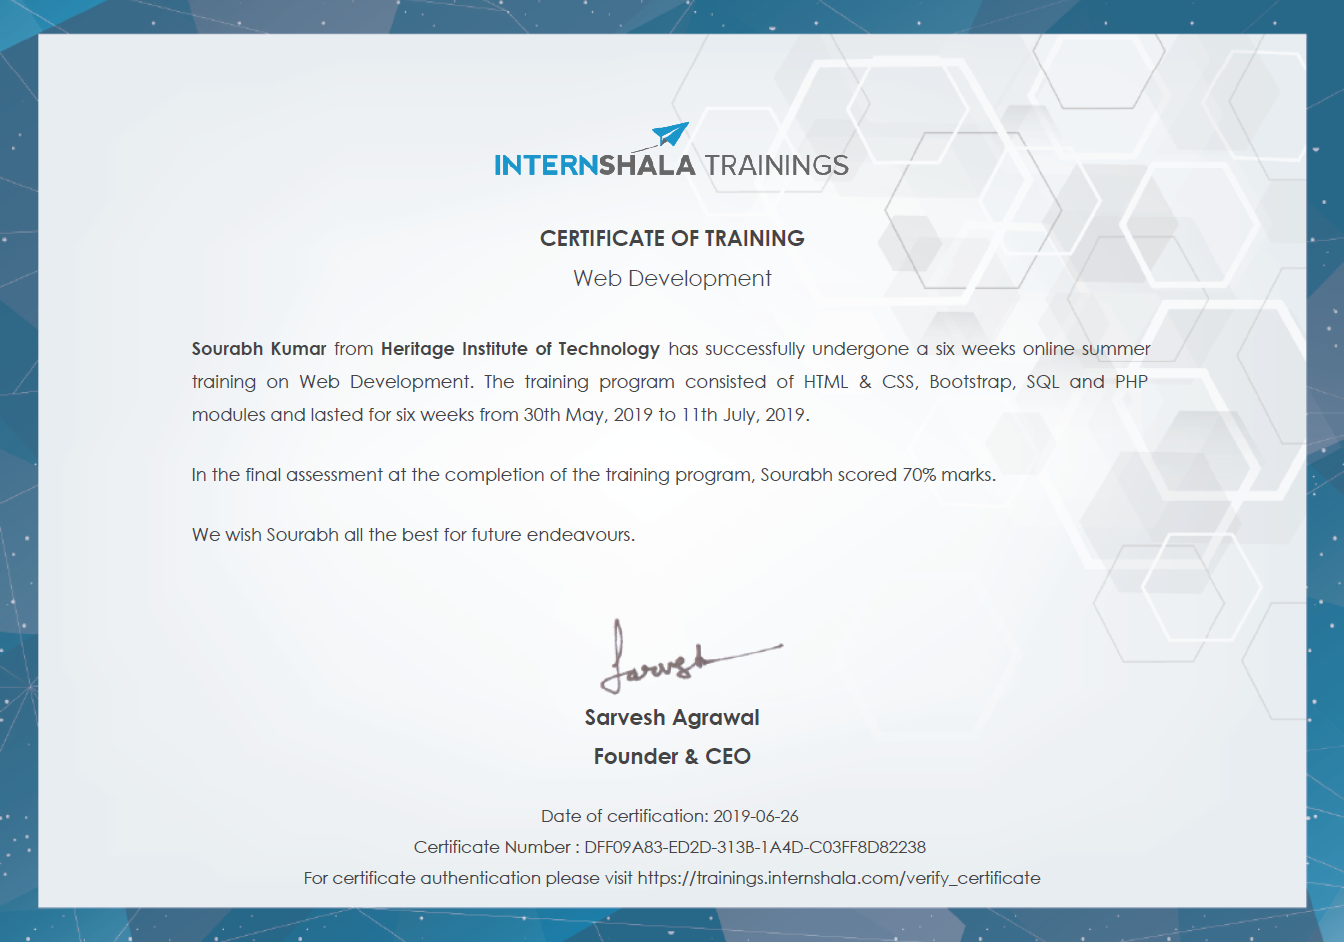 INTERNSHALA TRAININGS
CERTIFICATE OF TRAINING
Web Development
Sourabh Kumar from Heritage Institute of Technology has successfully undergone a six weeks online summer
training on Web Development. The training program consisted of HTML & CSS, Bootstrap, SQL and PHP
modules and lasted for six weeks from 30th May, 2019 to 11th July, 2019.
In the final assessment at the completion of the training program, Sourabh scored 70% marks.
We wish Sourabh all the best for future endeavours.
Sarvesh
Sarvesh Agrawal
Founder & CEO
Date of certification: 2019-06-26
Certificate Number : DFF09A83-ED2D-313B-1A4D-C03FF8D82238
For certificate authentication please visit https://trainings.internshala.com/verify_certificate